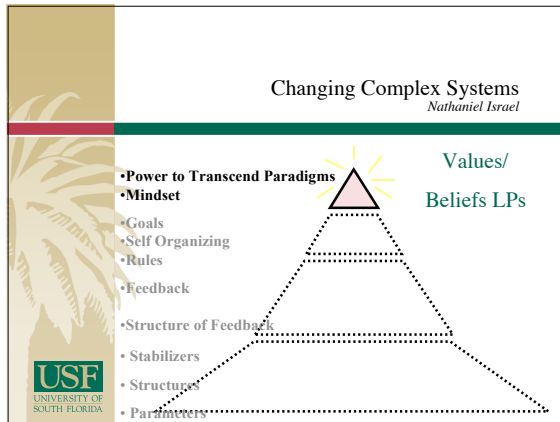 Changing Complex Systems
Nathaniel Israel
Values/
Beliefs LPs
•Power to Transcend Paradigms
•Mindset
•Goals
•Self Organizing
•Rules
•Feedback
•Structure of Feedback
• Stabilizers
• Structures
• Parameters
USF
UNIVERSITY OF
SOUTH FLORIDA